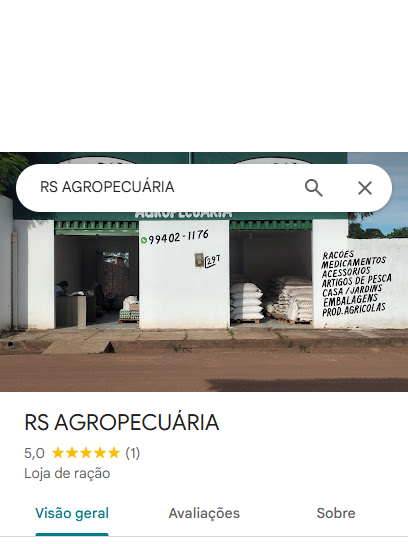 RS AGROPECUÁRIA
AGROPECUÁRIA
99402-1176
297
RACOES
MEDICAMENTOS
ACESSORIOS
ARTIGOS DE PESCA
CASA / JARDINS
EMBALAGENS
PROD. AGRICOLAS
RS AGROPECUÁRIA
5,0 ★★★★★ (1)
Loja de ração
Visão geral Avaliações Sobre